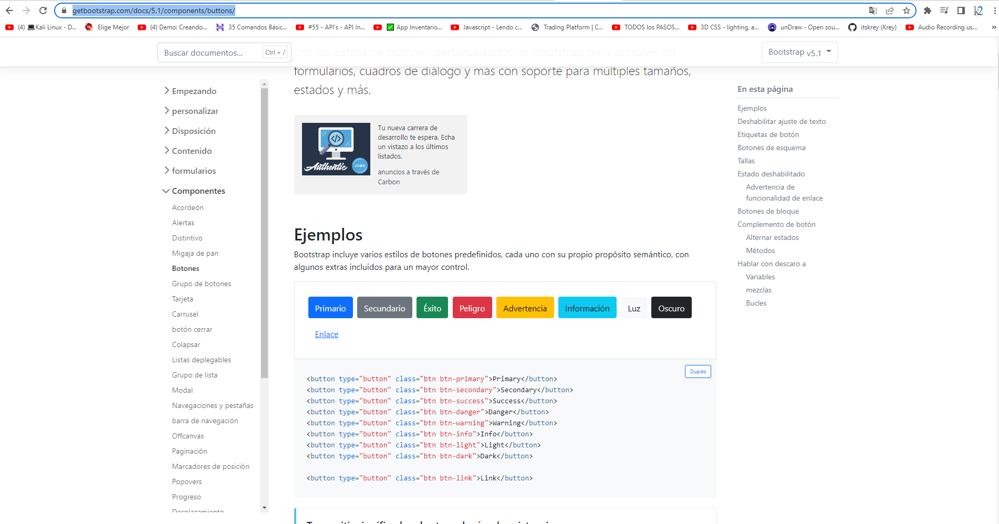 getbootstrap.com/docs/5.1/components/buttons/
(4) Kali Linux - D...
Elige Mejor
(4) Demo: Creando...
35 Comandos Básic...
#55 - API's - API In...
App Inventario...
Javascript - Lendo c...
Trading Platform | C...
TODOS los PASOS...
3D CSS - lighting, a...
unDraw - Open sou...
itskrey (Krey)
Audio Recording us...
»
Buscar documentos...
Ctrl + /
Bootstrap v5.1
Use los estilos de botones personalizados de Bootstrap para acciones en
formularios, cuadros de diálogo y más con soporte para múltiples tamaños,
estados y más.
Empezando
personalizar
Disposición
Contenido
formularios
Componentes
Acordeón
Alertas
Distintivo
Migaja de pan
Botones
Grupo de botones
Tarjeta
Carrusel
botón cerrar
Colapsar
Listas deplegables
Grupo de lista
Modal
Navegaciones y pestañas
barra de navegación
Offcanvas
Paginación
Marcadores de posición
Popovers
Progreso
Desplazamiento
</>
Authentic
JOBS
Tu nueva carrera de
desarrollo te espera. Echa
un vistazo a los últimos
listados.
anuncios a través de
Carbon
Ejemplos
Bootstrap incluye varios estilos de botones predefinidos, cada uno con su propio propósito semántico, con
algunos extras incluidos para un mayor control.
Primario
Secundario
Éxito
Peligro
Advertencia
Información
Luz
Oscuro
Enlace
Dupdo
<button type="button" class="btn btn-primary">Primary</button>
<button type="button" class="btn btn-secondary">Secondary</button>
<button type="button" class="btn btn-success">Success</button>
<button type="button" class="btn btn-danger">Danger</button>
<button type="button" class="btn btn-warning">Warning</button>
<button type="button" class="btn btn-info">Info</button>
<button type="button" class="btn btn-light">Light</button>
<button type="button" class="btn btn-dark">Dark</button>
<button type="button" class="btn btn-link">Link</button>
En esta página
Ejemplos
Deshabilitar ajuste de texto
Etiquetas de botón
Botones de esquema
Tallas
Estado deshabilitado
Advertencia de
funcionalidad de enlace
Botones de bloque
Complemento de botón
Alternar estados
Métodos
Hablar con descaro a
Variables
mezclas
Bucles